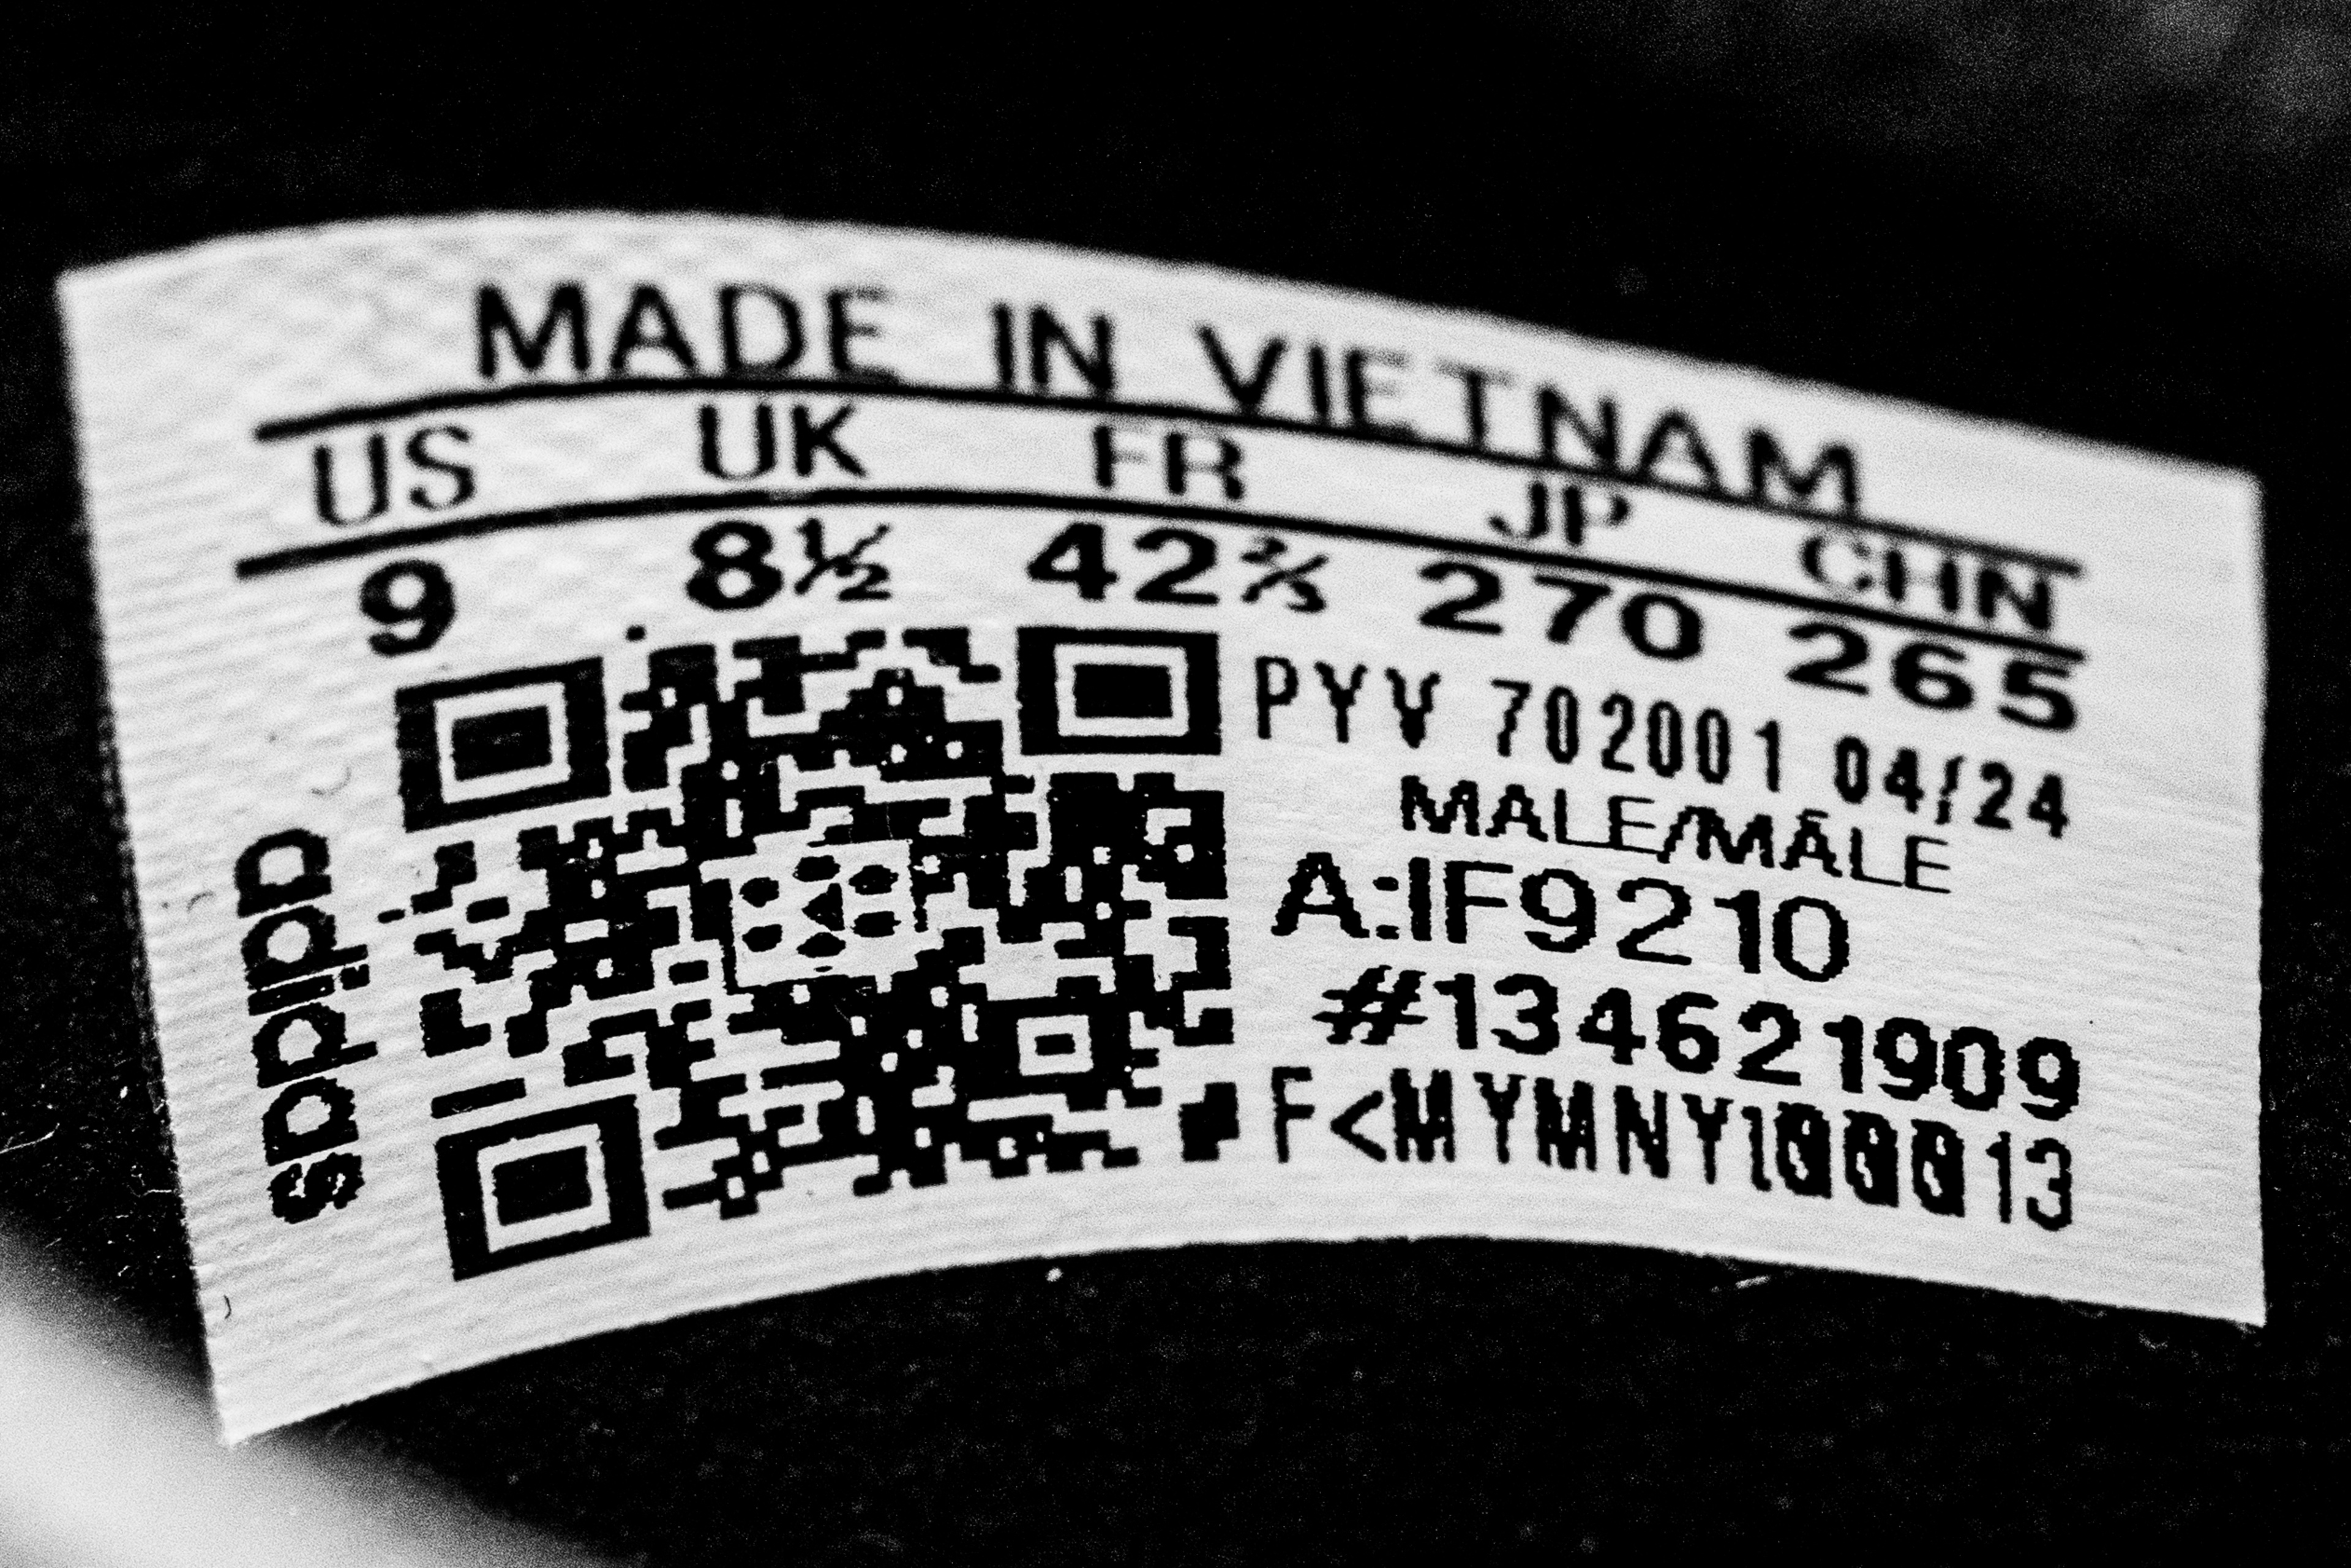 MADE IN VIETNAM
US UK FR JP CHN
9 8½ 42⅔ 270 265
PYV 702001 04/24
MALE/MÂLE
A:IF9210
#134621909
adidas